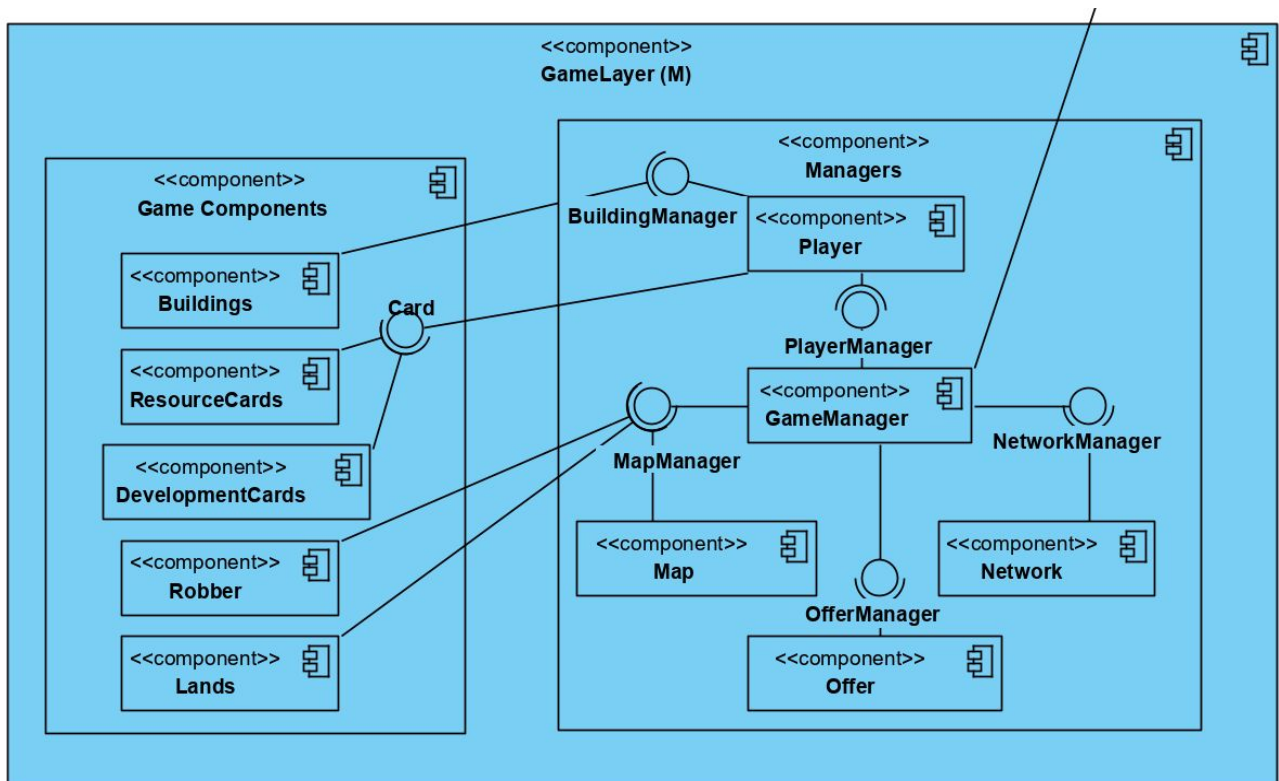 <<component>>
GameLayer (M)
<<component>>
Game Components
<<component>>
Buildings
<<component>>
ResourceCards
<<component>>
DevelopmentCards
<<component>>
Robber
<<component>>
Lands
Card
<<component>>
Managers
BuildingManager
<<component>>
Player
PlayerManager
<<component>>
GameManager
MapManager
NetworkManager
<<component>>
Map
<<component>>
Network
OfferManager
<<component>>
Offer